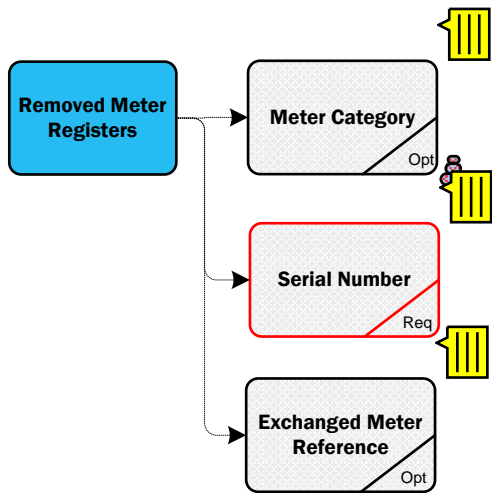 Removed Meter
Registers
Meter Category
Opt
Serial Number
Req
Exchanged Meter
Reference
Opt